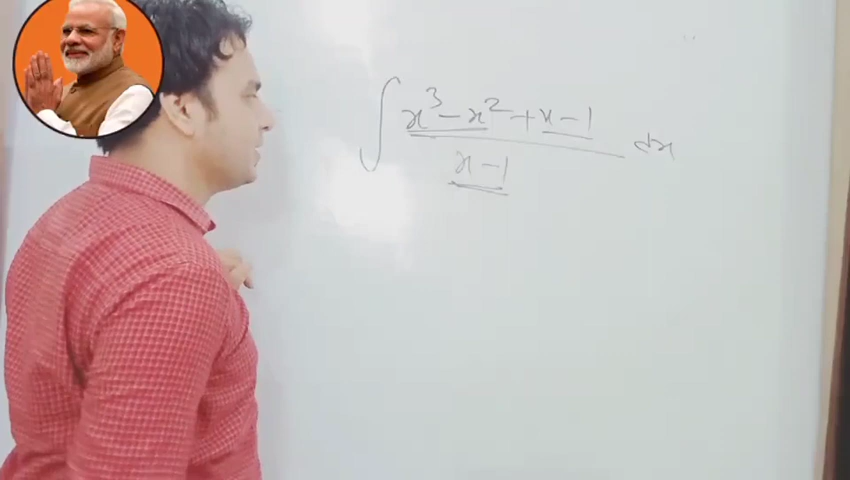 ∫ x³ - x² + x - 1 dx
x - 1